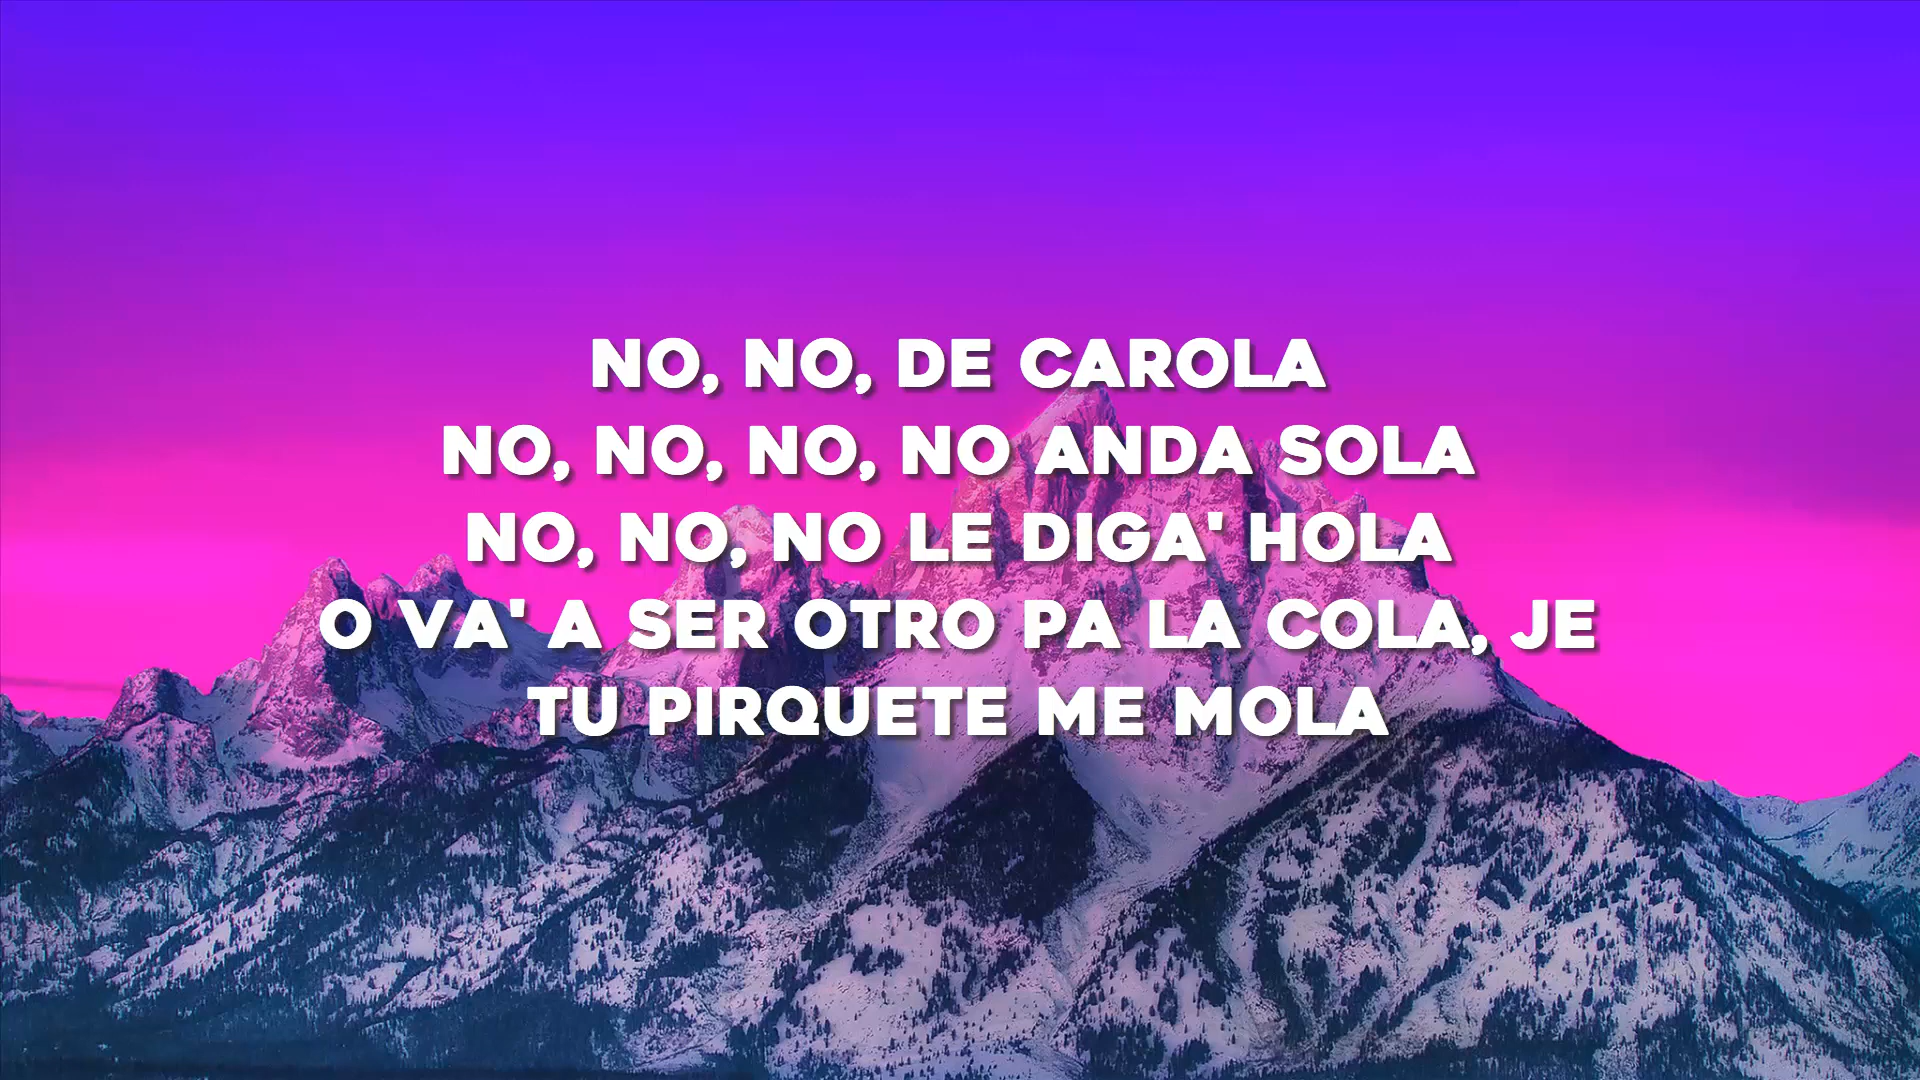 NO, NO, DE CAROLA
NO, NO, NO, NO ANDA SOLA
NO, NO, NO LE DIGA' HOLA
O VA' A SER OTRO PA LA COLA, JE
TU PIRQUETE ME MOLA